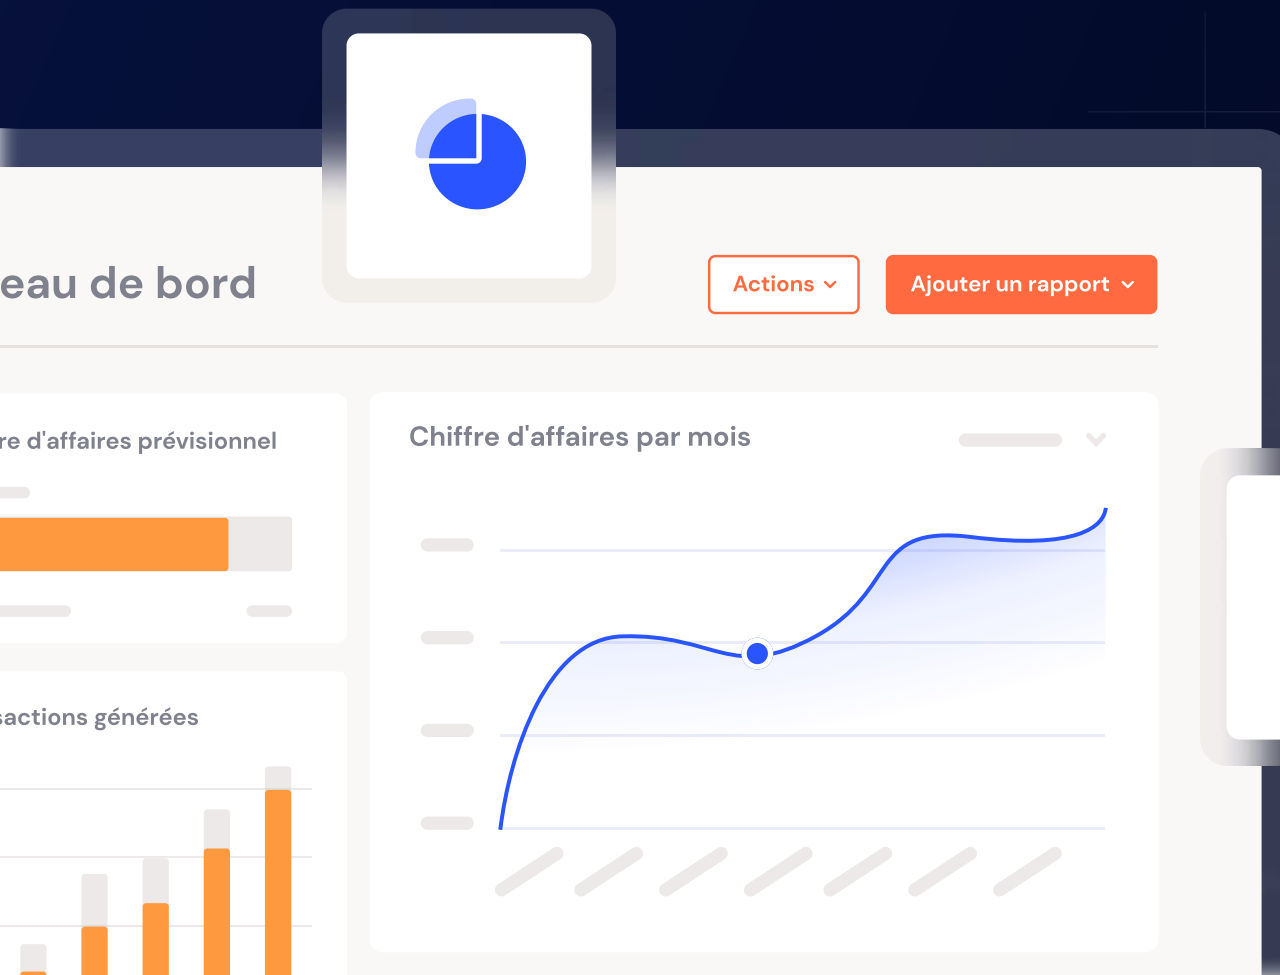 eau de bord
Actions
Ajouter un rapport
re d'affaires prévisionnel
Chiffre d'affaires par mois
sactions générées